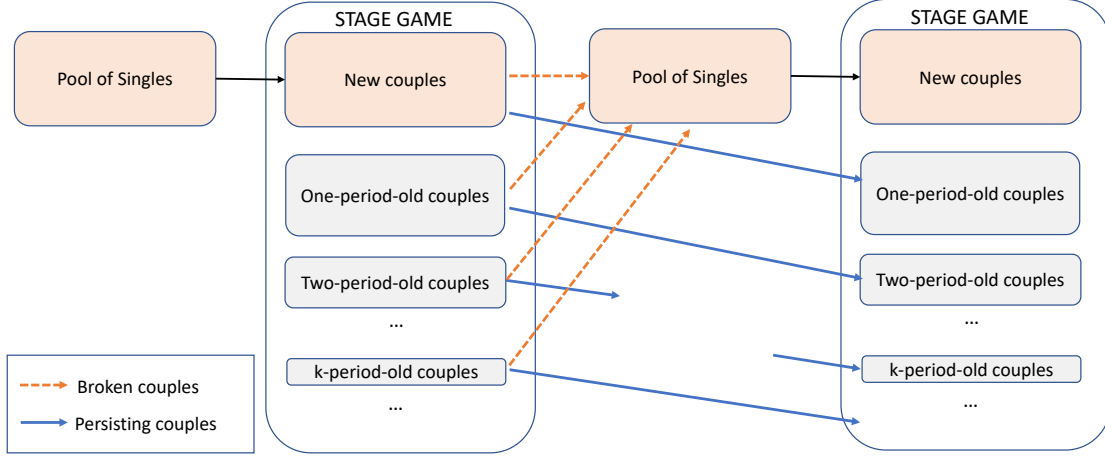 STAGE GAME
Pool of Singles
New couples
One-period-old couples
Two-period-old couples
...
k-period-old couples
...
Pool of Singles
STAGE GAME
New couples
One-period-old couples
Two-period-old couples
...
k-period-old couples
...
Broken couples
Persisting couples